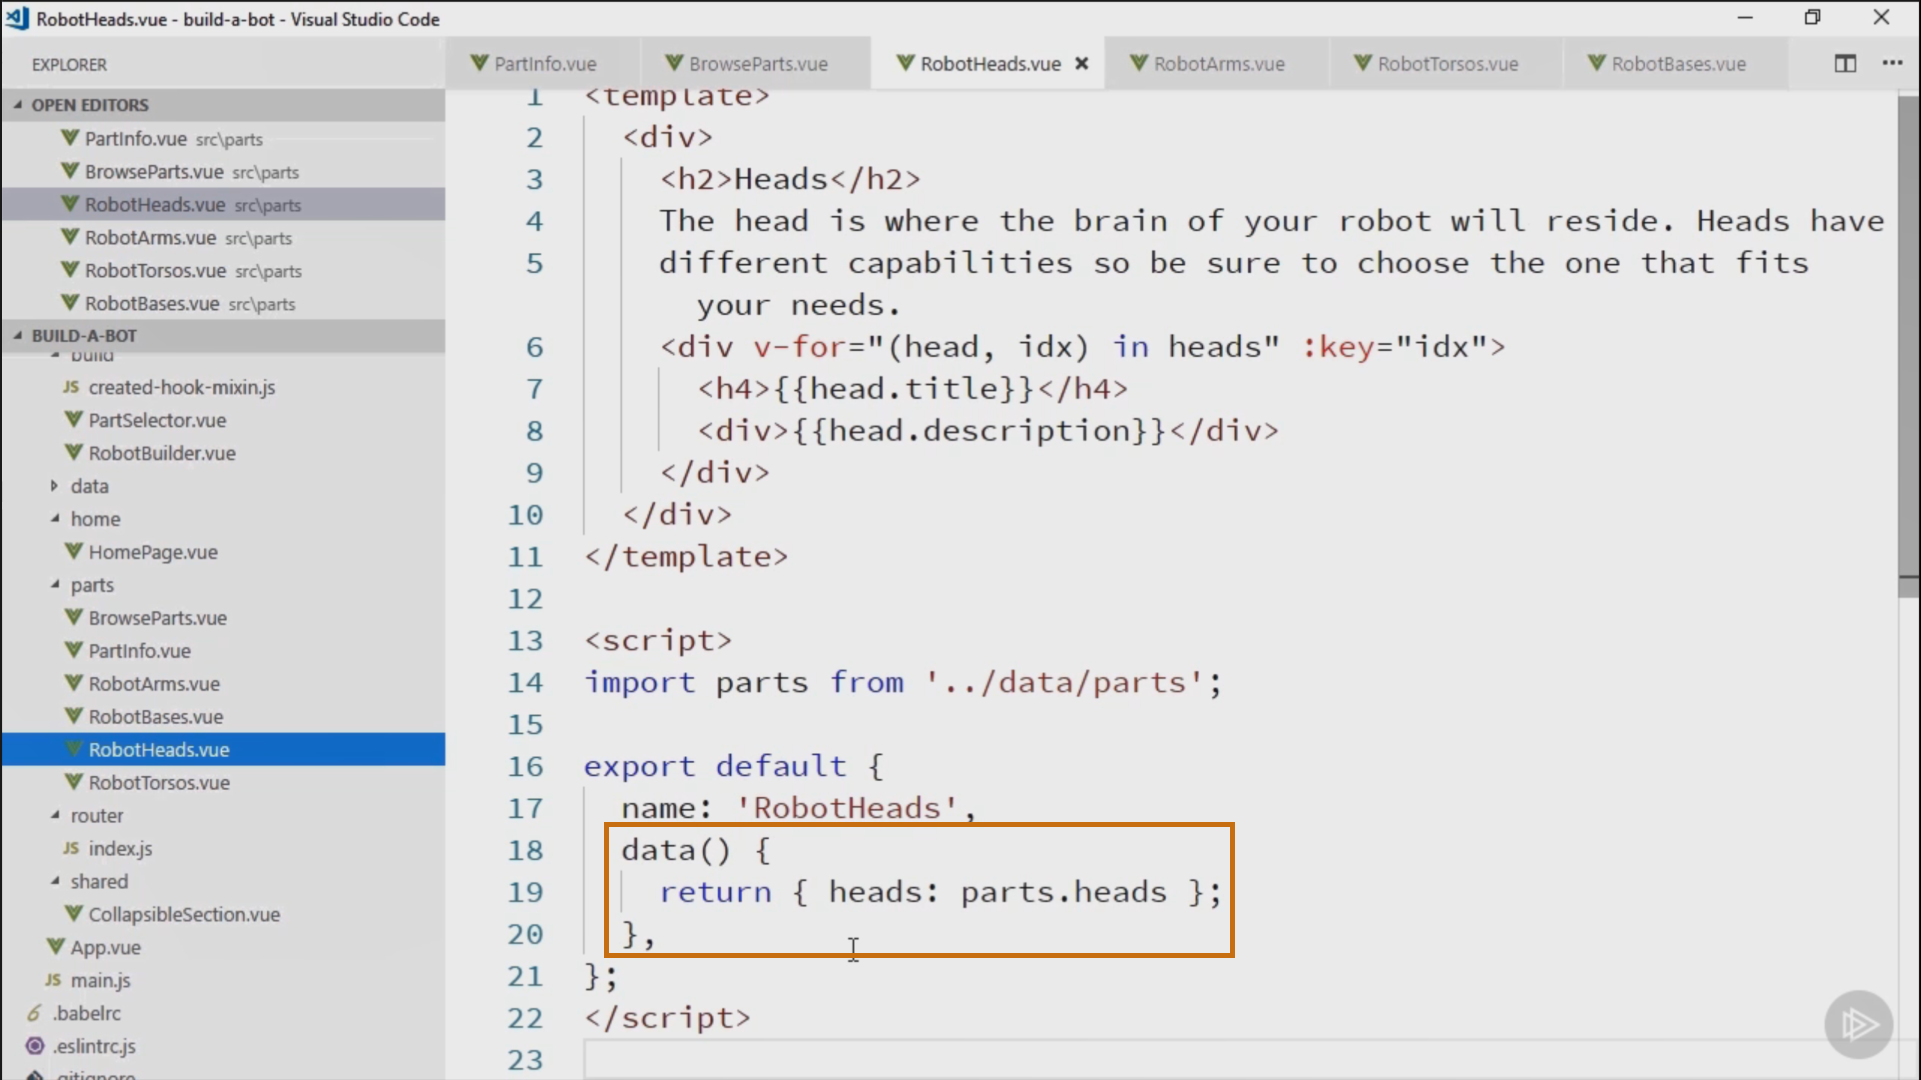 RobotHeads.vue - build-a-bot - Visual Studio Code
EXPLORER
OPEN EDITORS
PartInfo.vue src\parts
BrowseParts.vue src\parts
RobotHeads.vue src\parts
RobotArms.vue src\parts
RobotTorsos.vue src\parts
RobotBases.vue src\parts
BUILD-A-BOT
build
JS created-hook-mixin.js
PartSelector.vue
RobotBuilder.vue
data
home
HomePage.vue
parts
BrowseParts.vue
PartInfo.vue
RobotArms.vue
RobotBases.vue
RobotHeads.vue
RobotTorsos.vue
router
JS index.js
shared
CollapsibleSection.vue
App.vue
JS main.js
6 .babelrc
.eslintrc.js
.gitignore
PartInfo.vue BrowseParts.vue RobotHeads.vue RobotArms.vue RobotTorsos.vue RobotBases.vue
1 <template>
2 <div>
3 <h2>Heads</h2>
4 The head is where the brain of your robot will reside. Heads have
5 different capabilities so be sure to choose the one that fits
your needs.
6 <div v-for="(head, idx) in heads" :key="idx">
7 <h4>{{head.title}}</h4>
8 <div>{{head.description}}</div>
9 </div>
10 </div>
11 </template>
12
13 <script>
14 import parts from '../data/parts';
15
16 export default {
17 name: 'RobotHeads',
18 data() {
19 return { heads: parts.heads };
20 },
21 };
22 </script>
23